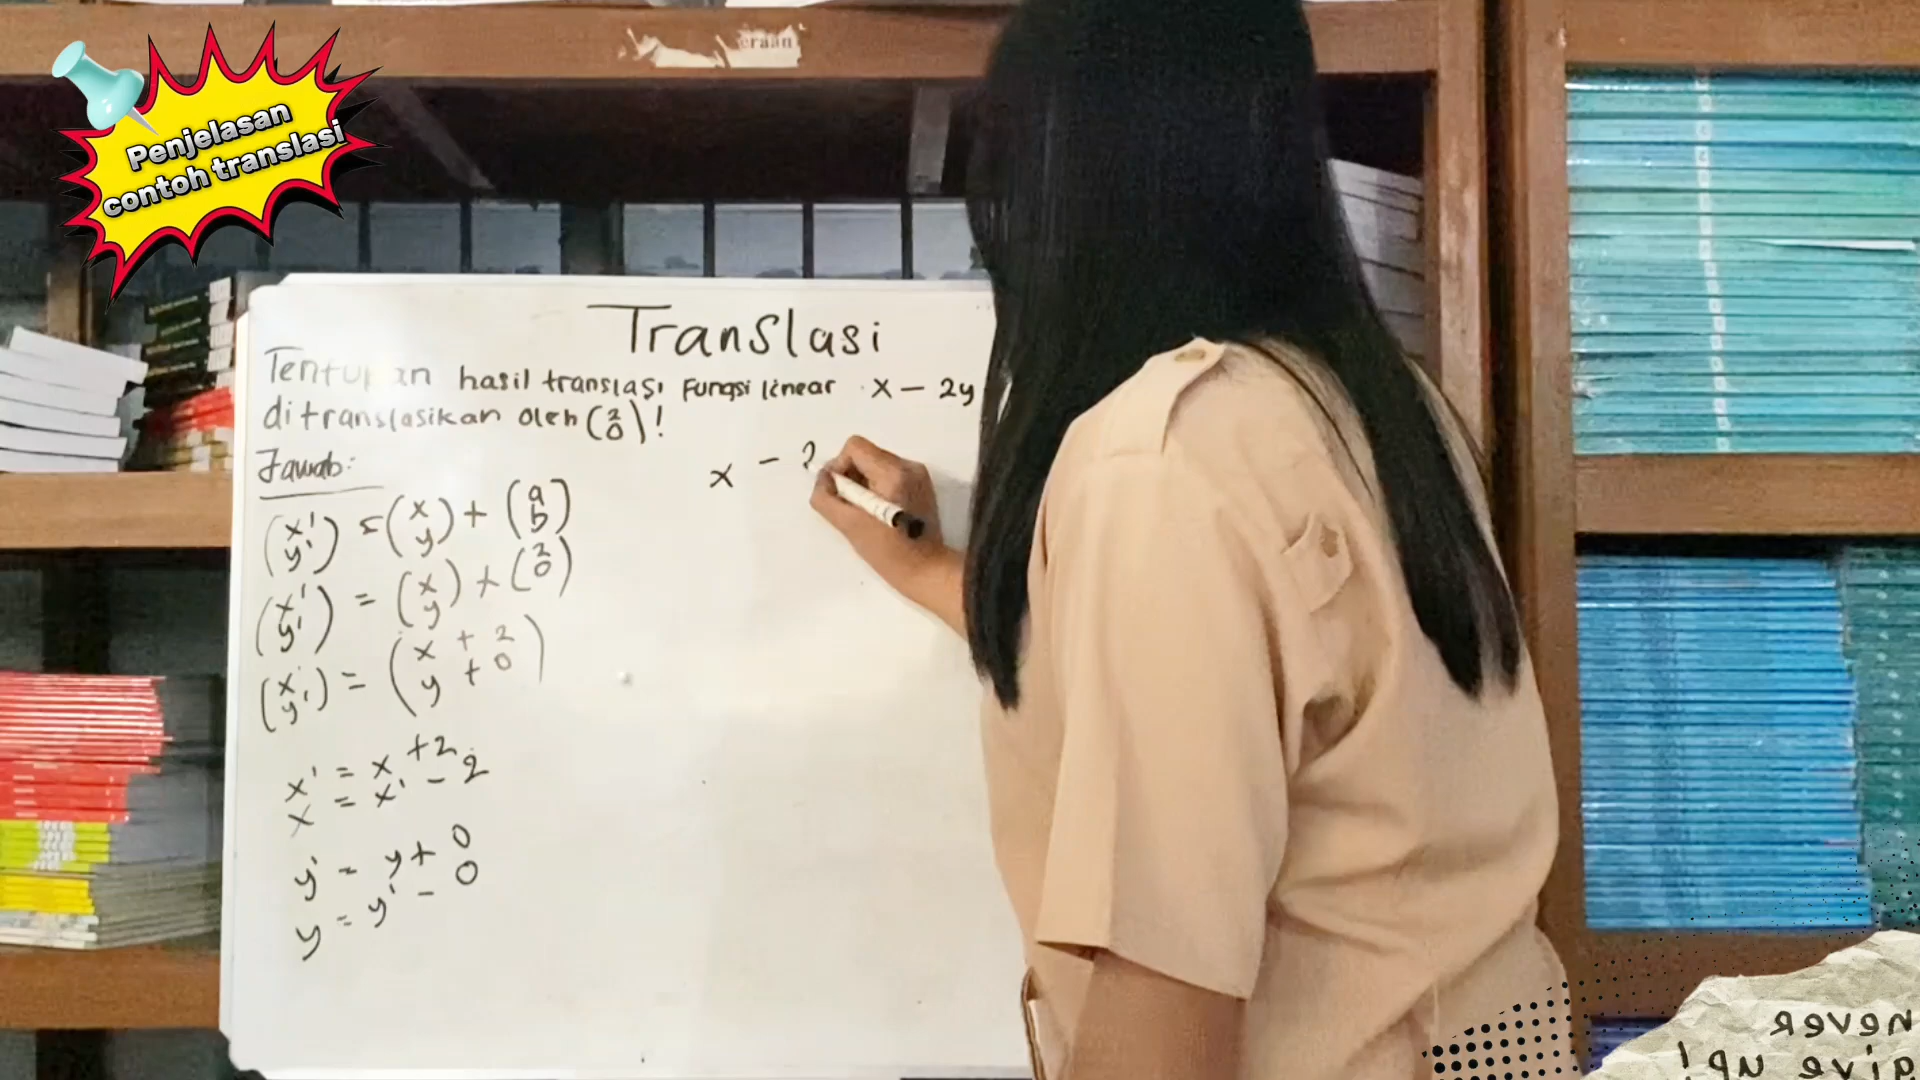 eraan
Penjelasan
contoh translasi
Translasi
Tentukan hasil translasi fungsi linear x - 2y
ditranslasikan oleh (2 0)!
Jawab:
(x' y') = (x y) + (a b)
(x' y') = (x y) + (2 0)
(x' y') = (x + 2 y + 0)
x' = x + 2
x = x' - 2
y' = y + 0
y = y' - 0
x - 2
never
give up!